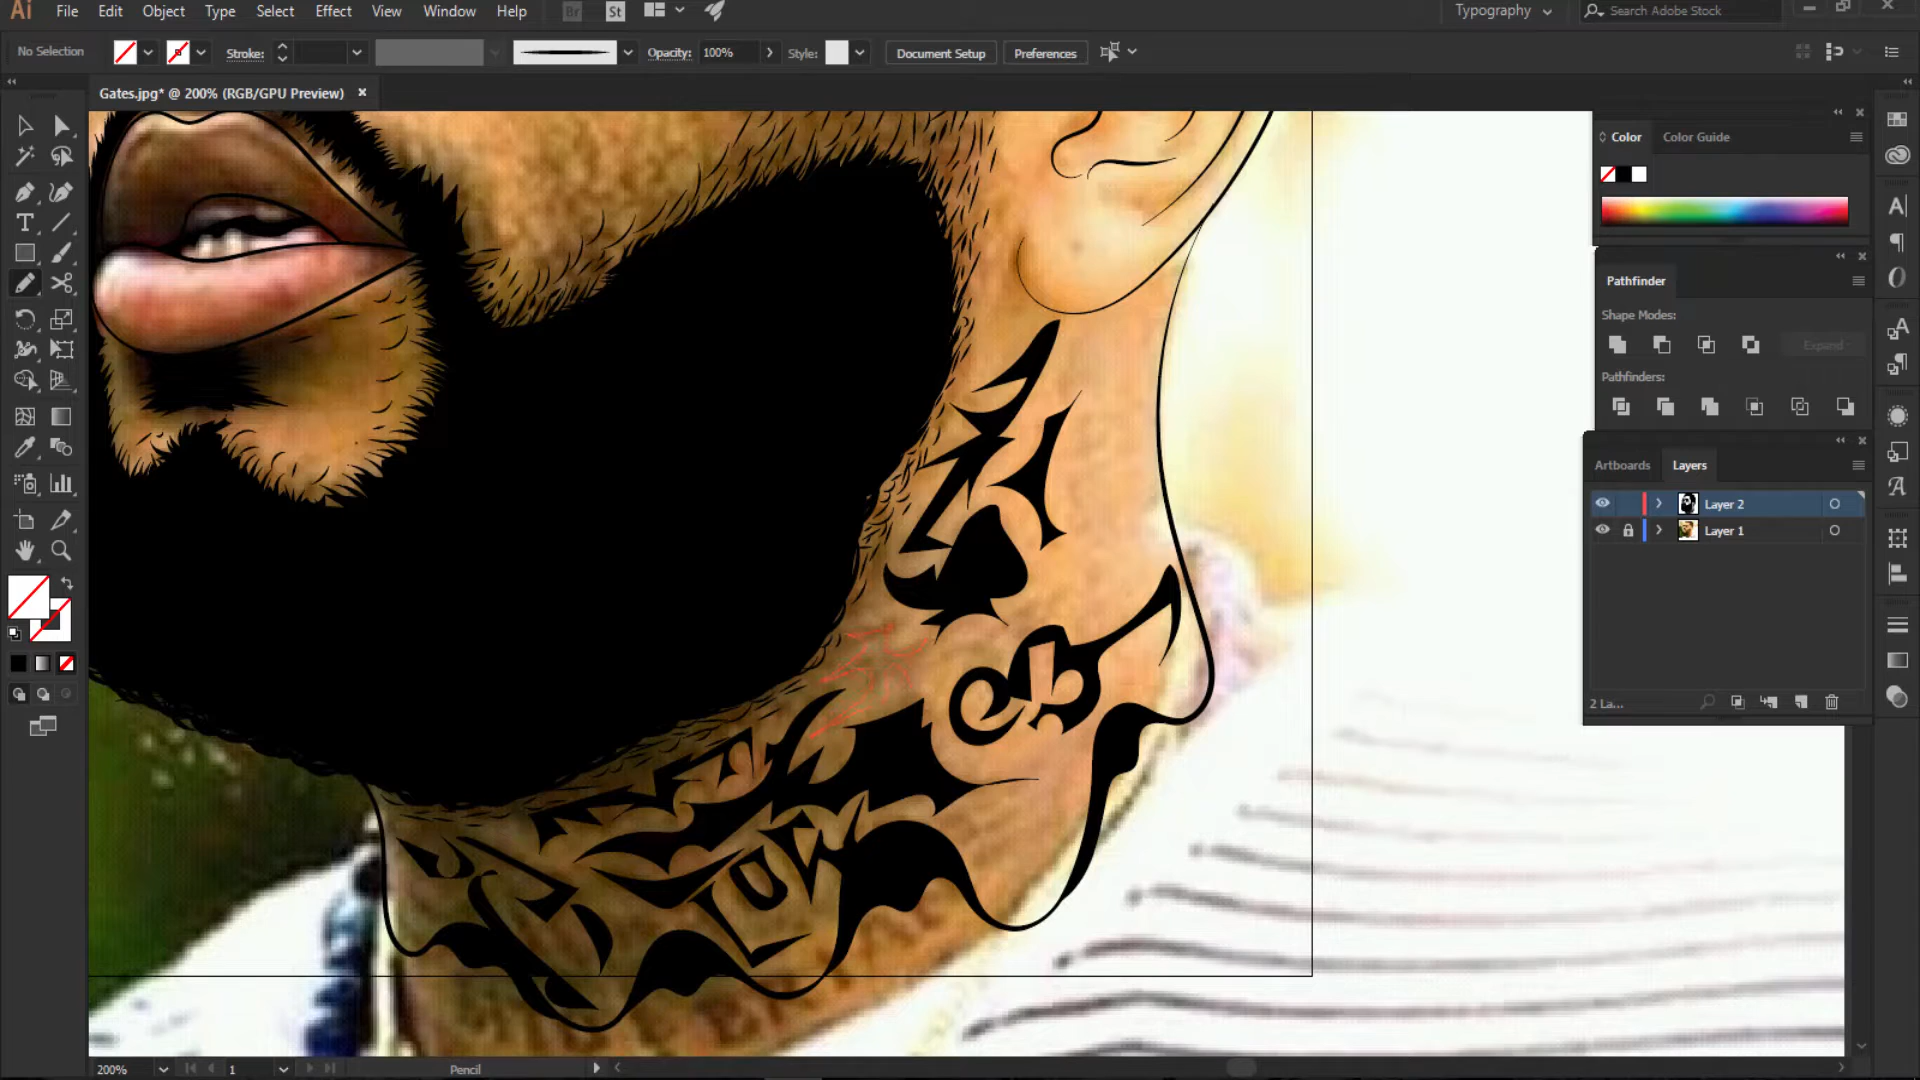 Ai File Edit Object Type Select Effect View Window Help Br St Typography Search Adobe Stock
No Selection Stroke: Opacity: 100% Style: Document Setup Preferences
Gates.jpg* @ 200% (RGB/GPU Preview)
Color Color Guide
Pathfinder
Shape Modes:
Expand
Pathfinders:
Artboards Layers
Layer 2
Layer 1
2 La...
200% 1 Pencil